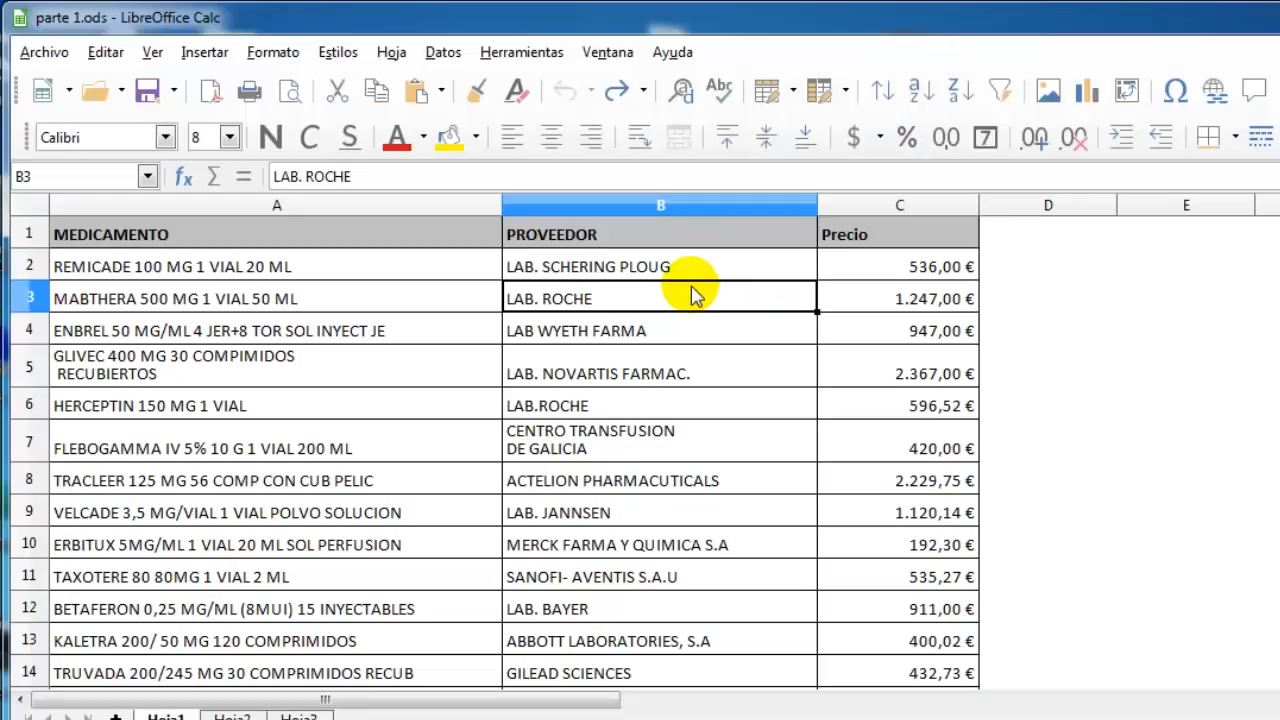 parte 1.ods - LibreOffice Calc
Archivo Editar Ver Insertar Formato Estilos Hoja Datos Herramientas Ventana Ayuda
Abc
Calibri 8 N C S A $ % 0,0 7 .00 .00
B3 fx Σ = LAB. ROCHE
A B C D E
1 MEDICAMENTO PROVEEDOR Precio
2 REMICADE 100 MG 1 VIAL 20 ML LAB. SCHERING PLOUG 536,00 €
3 MABTHERA 500 MG 1 VIAL 50 ML LAB. ROCHE 1.247,00 €
4 ENBREL 50 MG/ML 4 JER+8 TOR SOL INYECT JE LAB WYETH FARMA 947,00 €
5 GLIVEC 400 MG 30 COMPIMIDOS
RECUBIERTOS LAB. NOVARTIS FARMAC. 2.367,00 €
6 HERCEPTIN 150 MG 1 VIAL LAB.ROCHE 596,52 €
7 FLEBOGAMMA IV 5% 10 G 1 VIAL 200 ML CENTRO TRANSFUSION
DE GALICIA 420,00 €
8 TRACLEER 125 MG 56 COMP CON CUB PELIC ACTELION PHARMACUTICALS 2.229,75 €
9 VELCADE 3,5 MG/VIAL 1 VIAL POLVO SOLUCION LAB. JANNSEN 1.120,14 €
10 ERBITUX 5MG/ML 1 VIAL 20 ML SOL PERFUSION MERCK FARMA Y QUIMICA S.A 192,30 €
11 TAXOTERE 80 80MG 1 VIAL 2 ML SANOFI- AVENTIS S.A.U 535,27 €
12 BETAFERON 0,25 MG/ML (8MUI) 15 INYECTABLES LAB. BAYER 911,00 €
13 KALETRA 200/ 50 MG 120 COMPRIMIDOS ABBOTT LABORATORIES, S.A 400,02 €
14 TRUVADA 200/245 MG 30 COMPRIMIDOS RECUB GILEAD SCIENCES 432,73 €
Hoja1 Hoja2 Hoja3